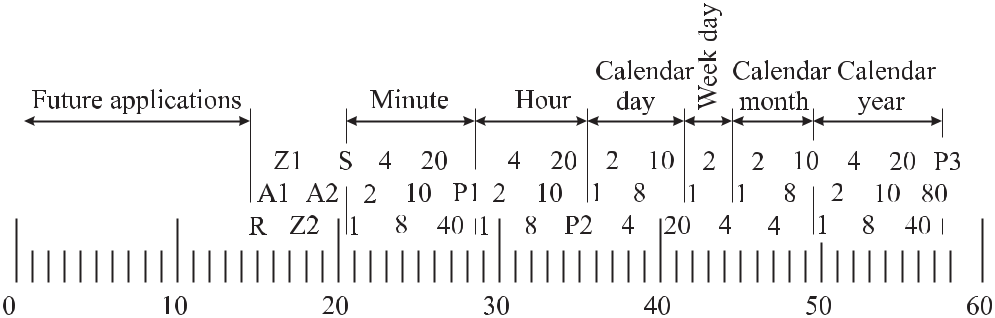 Week day
Calendar Calendar Calendar
Future applications Minute Hour day month year
Z1 S 4 20 4 20 2 10 2 2 10 4 20 P3
A1 A2 2 10 P1 2 10 1 8 1 1 8 2 10 80
R Z2 1 8 40 1 8 P2 4 20 4 4 1 8 40
0 10 20 30 40 50 60